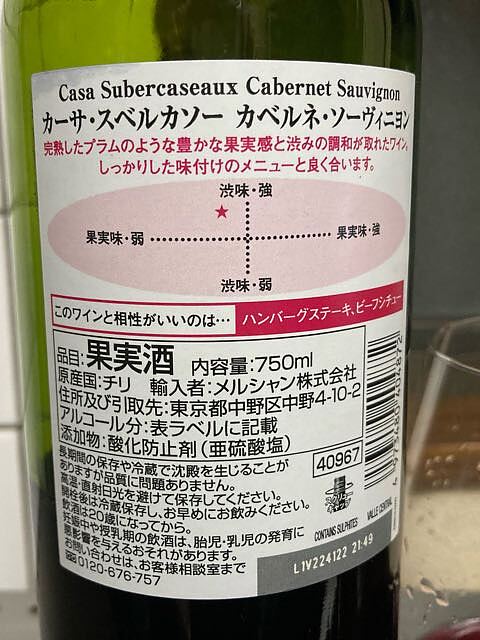 Casa Subercaseaux Cabernet Sauvignon
カーサ・スベルカソー カベルネ・ソーヴィニヨン
完熟したプラムのような豊かな果実感と渋みの調和が取れたワイン。
しっかりした味付けのメニューと良く合います。
渋味・強
果実味・弱 果実味・強
渋味・弱
このワインと相性がいいのは… ハンバーグステーキ、ビーフシチュー
品目:果実酒 内容量:750ml
原産国:チリ 輸入者:メルシャン株式会社
住所及び引取先:東京都中野区中野4-10-2
アルコール分:表ラベルに記載
添加物:酸化防止剤(亜硫酸塩)
長期間の保存や冷蔵で沈殿を生じることが
ありますが品質に問題ありません。
高温・直射日光を避けて保存してください。
開栓後は冷蔵保存し、お早めにお飲みください。
飲酒は20歳になってから。
妊娠中や授乳期の飲酒は、胎児・乳児の発育に
悪影響を与えるおそれがあります。
お問い合わせは、お客様相談室まで
0120-676-757
40967
CONTAINS SULPHITES
VALLE CENTRAL
L1V224122 21:49
4 973480 404872